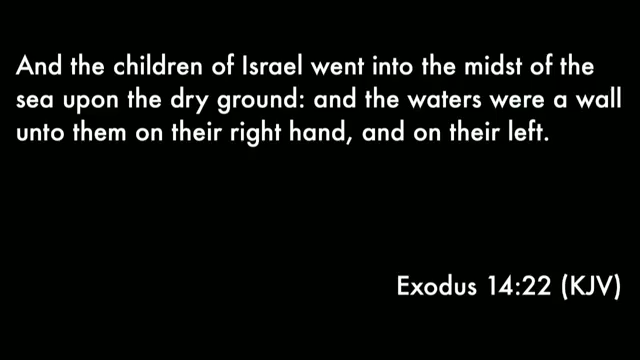 And the children of Israel went into the midst of the
sea upon the dry ground: and the waters were a wall
unto them on their right hand, and on their left.
Exodus 14:22 (KJV)